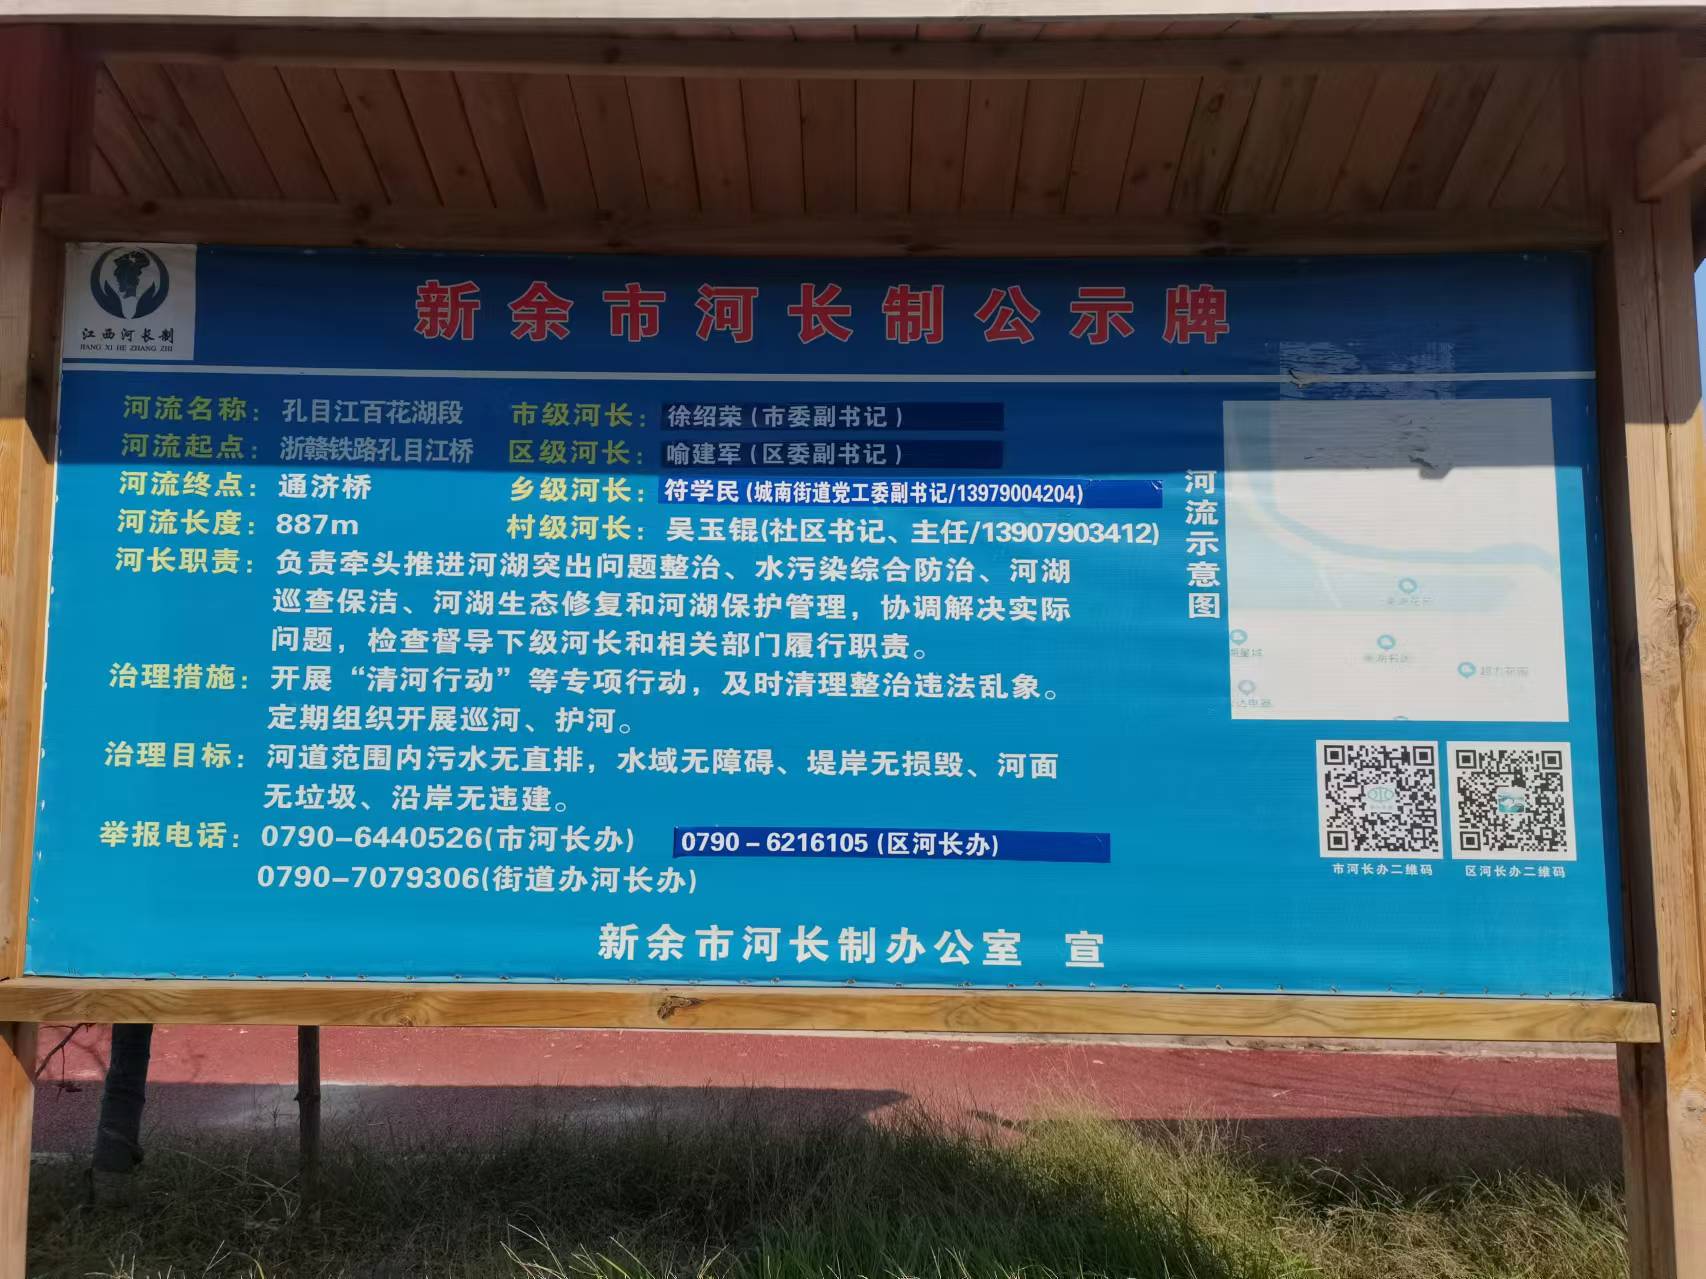 江西河长制
JIANG XI HE ZHANG ZHI
新余市河长制公示牌
河流名称：孔目江百花湖段 市级河长：徐绍荣（市委副书记）
河流起点：浙赣铁路孔目江桥 区级河长：喻建军（区委副书记）
河流终点：通济桥 乡级河长：符学民（城南街道党工委副书记/13979004204)
河流长度：887m 村级河长：吴玉锟(社区书记、主任/13907903412)
河长职责：负责牵头推进河湖突出问题整治、水污染综合防治、河湖
巡查保洁、河湖生态修复和河湖保护管理，协调解决实际
问题，检查督导下级河长和相关部门履行职责。
治理措施：开展“清河行动”等专项行动，及时清理整治违法乱象。
定期组织开展巡河、护河。
治理目标：河道范围内污水无直排，水域无障碍、堤岸无损毁、河面
无垃圾、沿岸无违建。
举报电话：0790-6440526(市河长办) 0790-6216105 (区河长办)
0790-7079306(街道办河长办)
新余市河长制办公室 宣
河流示意图
市河长办二维码 区河长办二维码